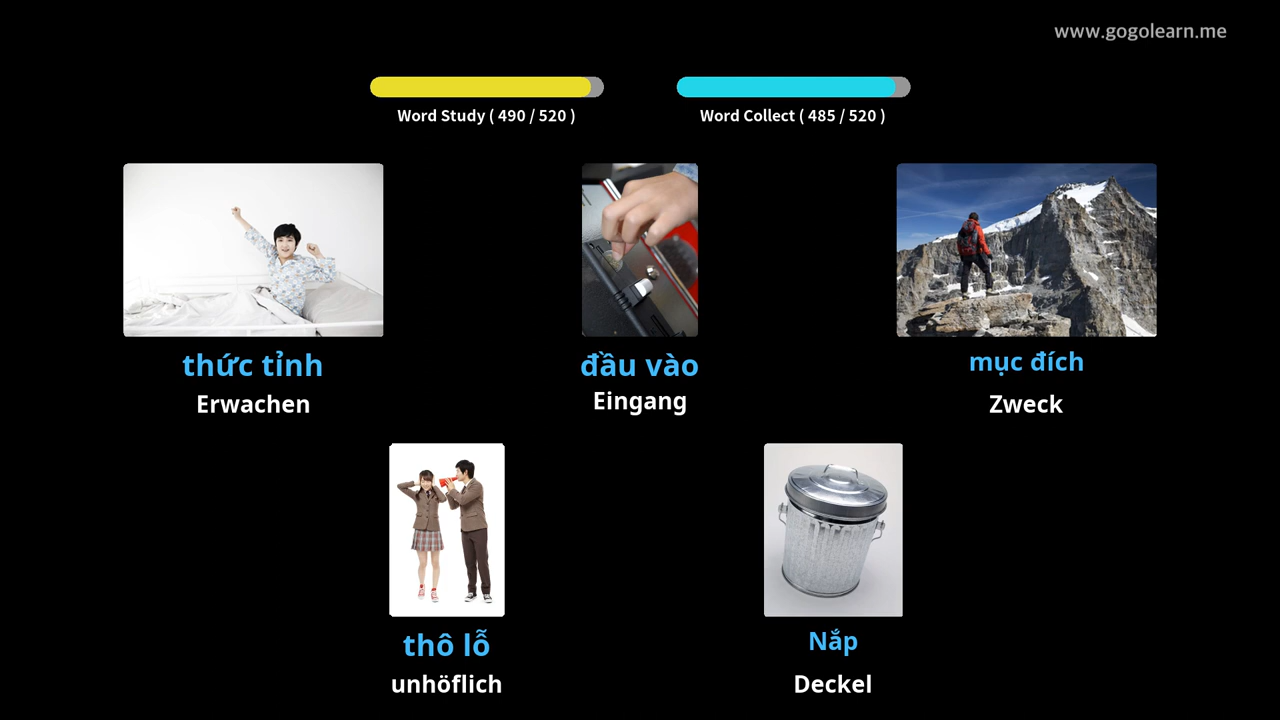 www.gogolearn.me
Word Study ( 490 / 520 )
Word Collect ( 485 / 520 )
thức tỉnh
Erwachen
đầu vào
Eingang
mục đích
Zweck
thô lỗ
unhöflich
Nắp
Deckel